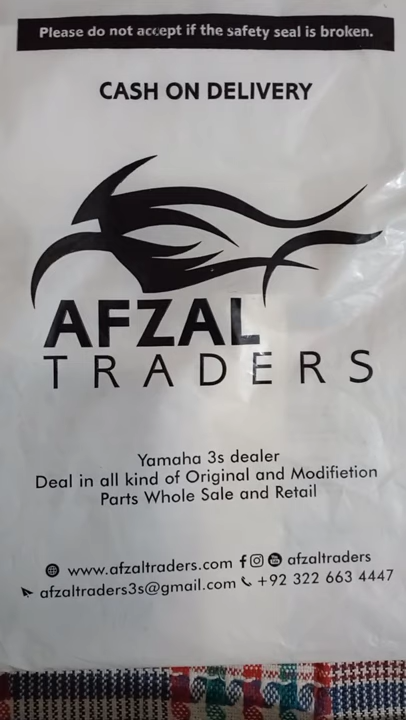 Please do not accept if the safety seal is broken.
CASH ON DELIVERY
AFZAL
TRADERS
Yamaha 3s dealer
Deal in all kind of Original and Modifietion
Parts Whole Sale and Retail
www.afzaltraders.com afzaltraders
afzaltraders3s@gmail.com +92 322 663 4447